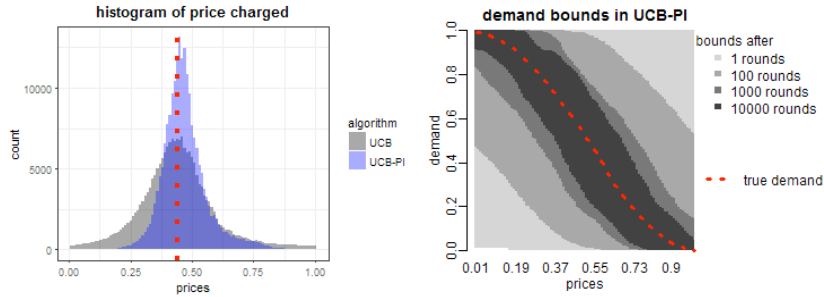 histogram of price charged
10000
5000
0
count
0.00 0.25 0.50 0.75 1.00
prices
algorithm
UCB
UCB-PI
demand bounds in UCB-PI
1.0
0.8
0.6
0.4
0.2
0.0
demand
0.01 0.19 0.37 0.55 0.73 0.9
prices
bounds after
1 rounds
100 rounds
1000 rounds
10000 rounds
true demand